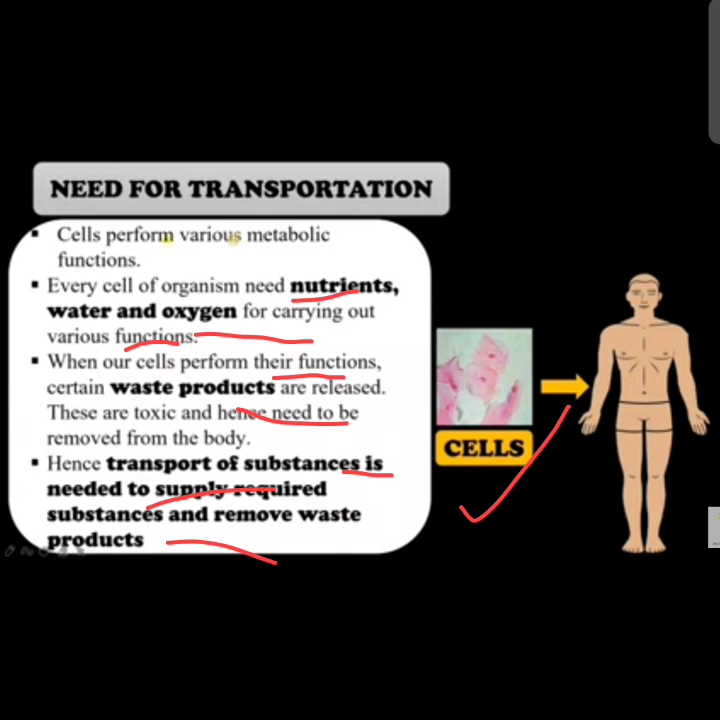 NEED FOR TRANSPORTATION
Cells perform various metabolic
functions.
Every cell of organism need nutrients,
water and oxygen for carrying out
various functions.
When our cells perform their functions,
certain waste products are released.
These are toxic and hence need to be
removed from the body.
Hence transport of substances is
needed to supply required
substances and remove waste
products
CELLS